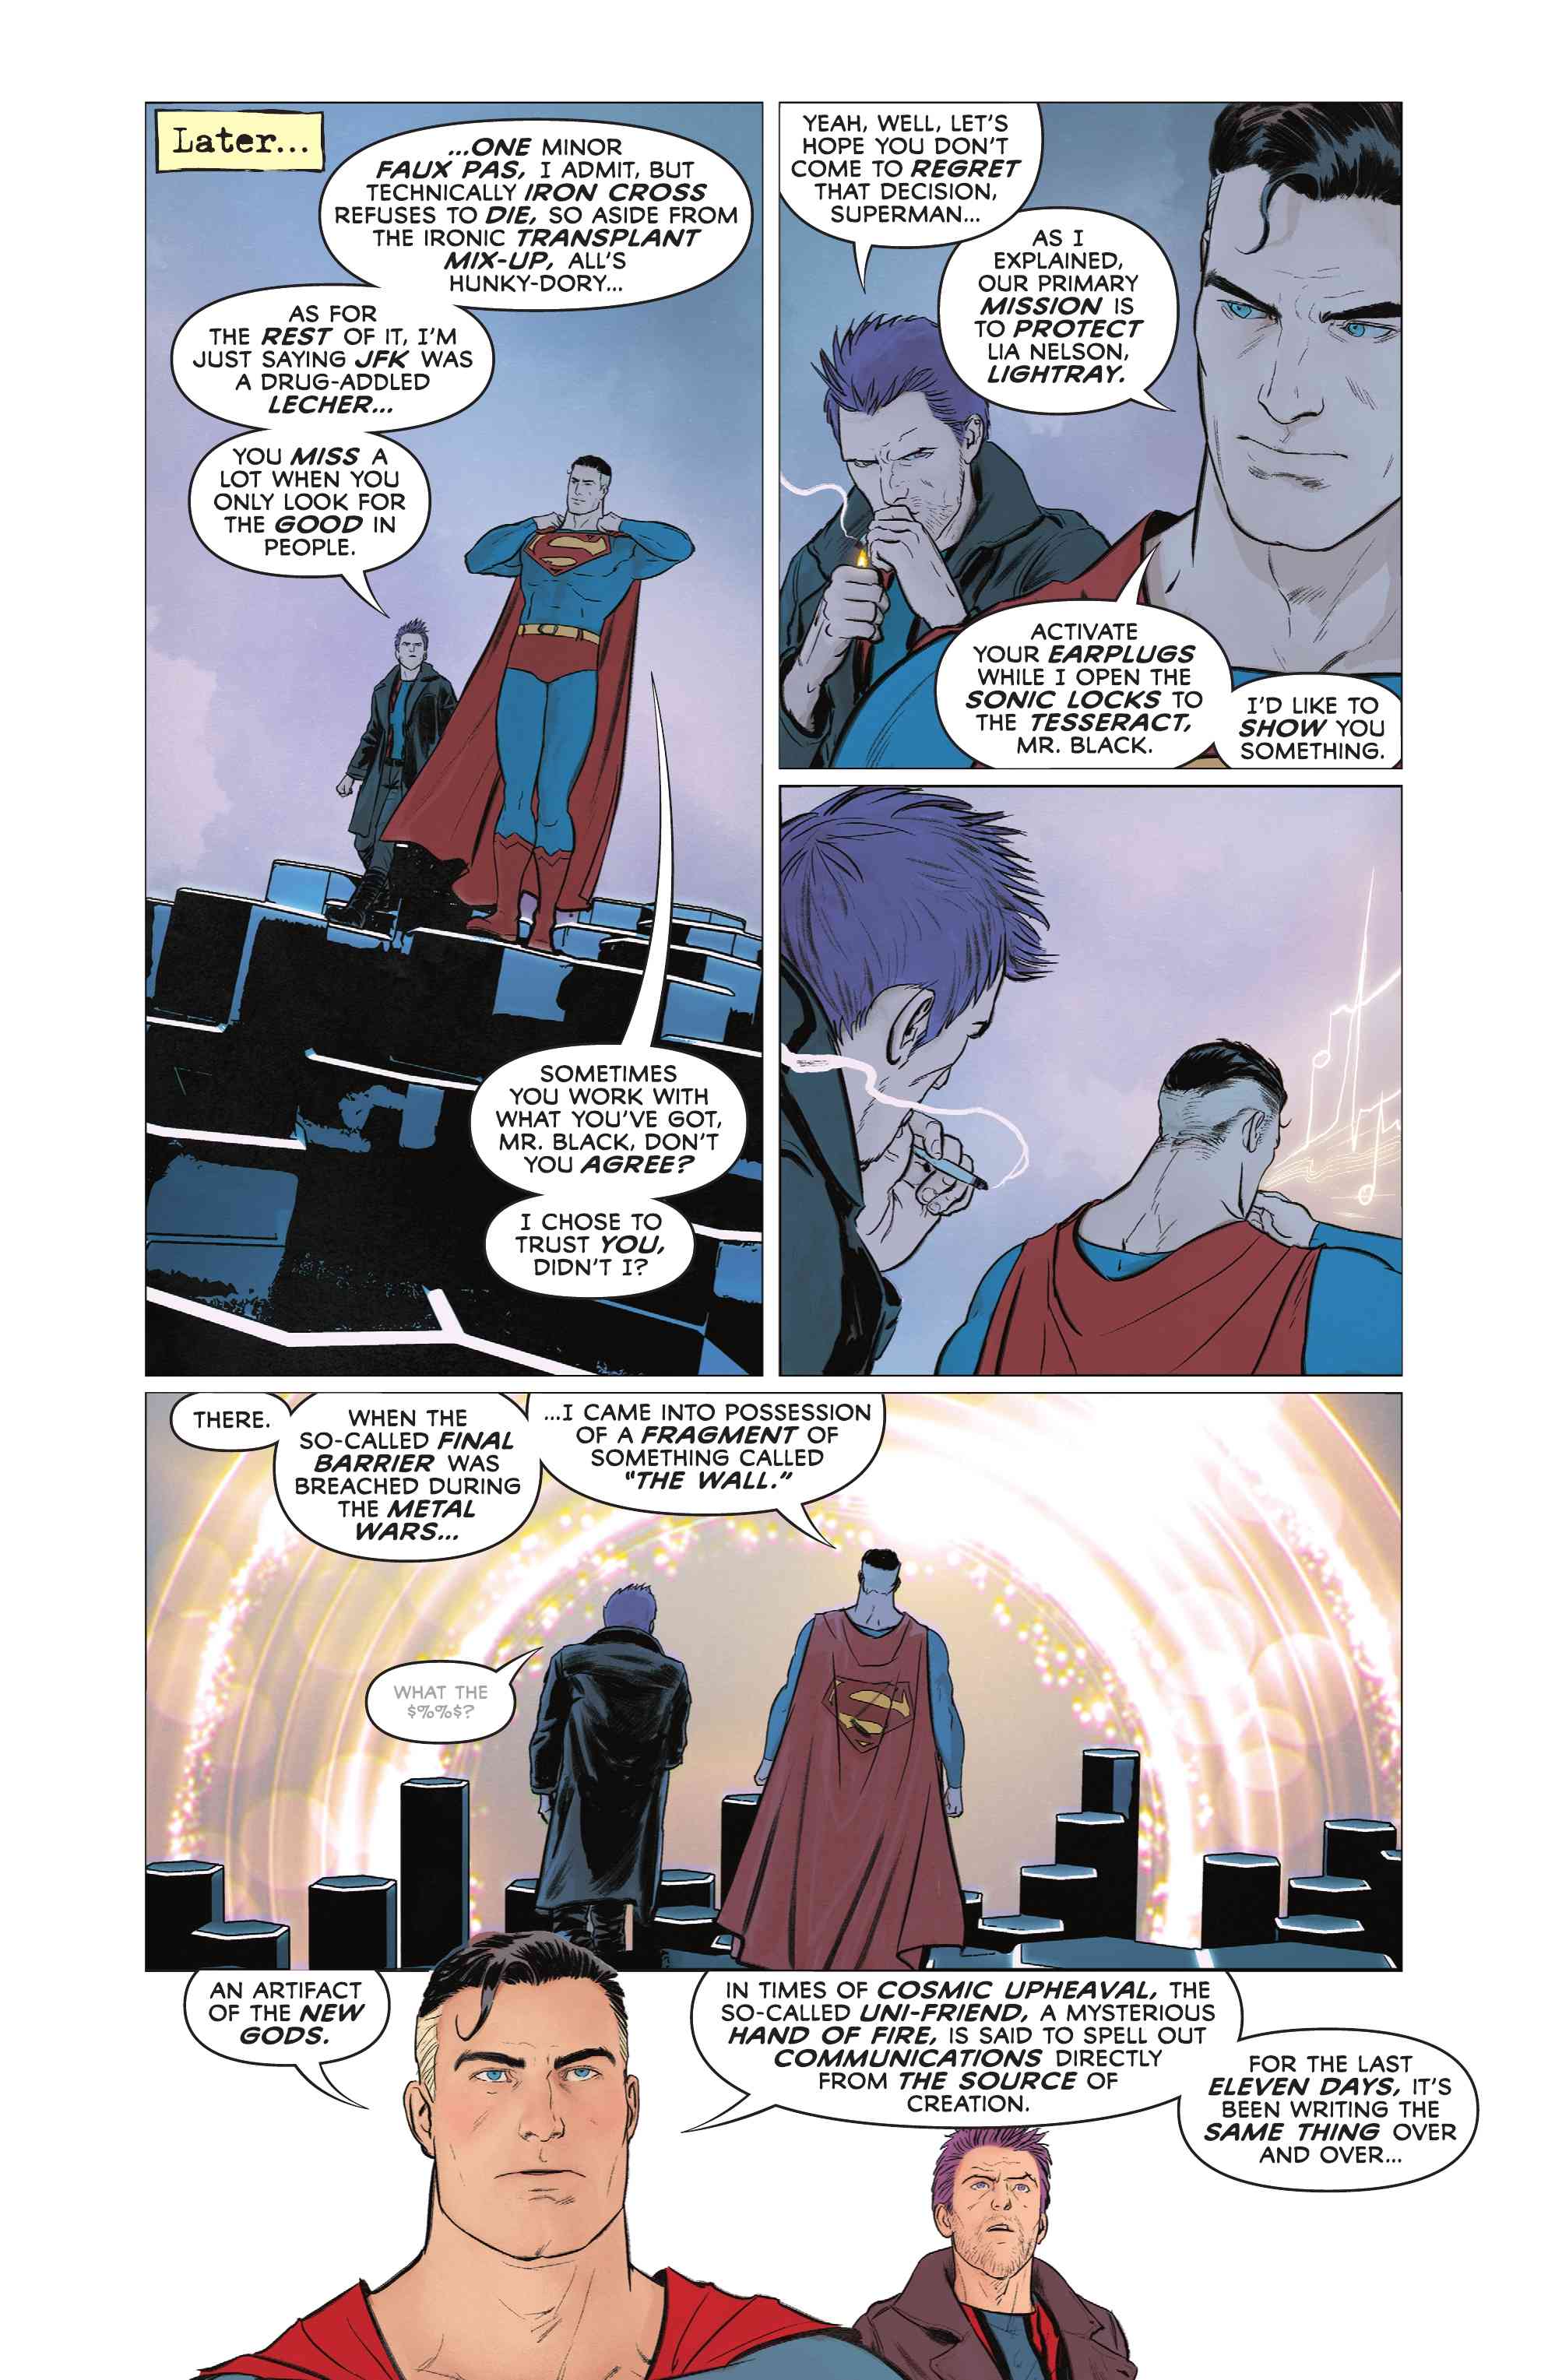 Later...
...ONE MINOR
FAUX PAS, I ADMIT, BUT
TECHNICALLY IRON CROSS
REFUSES TO DIE, SO ASIDE FROM
THE IRONIC TRANSPLANT
MIX-UP, ALL'S
HUNKY-DORY...
AS FOR
THE REST OF IT, I'M
JUST SAYING JFK WAS
A DRUG-ADDLED
LECHER...
YOU MISS A
LOT WHEN YOU
ONLY LOOK FOR
THE GOOD IN
PEOPLE.
SOMETIMES
YOU WORK WITH
WHAT YOU'VE GOT,
MR. BLACK, DON'T
YOU AGREE?
I CHOSE TO
TRUST YOU,
DIDN'T I?
YEAH, WELL, LET'S
HOPE YOU DON'T
COME TO REGRET
THAT DECISION,
SUPERMAN...
AS I
EXPLAINED,
OUR PRIMARY
MISSION IS
TO PROTECT
LIA NELSON,
LIGHTRAY.
ACTIVATE
YOUR EARPLUGS
WHILE I OPEN THE
SONIC LOCKS TO
THE TESSERACT,
MR. BLACK.
I'D LIKE TO
SHOW YOU
SOMETHING.
THERE.
WHEN THE
SO-CALLED FINAL
BARRIER WAS
BREACHED DURING
THE METAL
WARS...
...I CAME INTO POSSESSION
OF A FRAGMENT OF
SOMETHING CALLED
"THE WALL."
WHAT THE
$%%$?
AN ARTIFACT
OF THE NEW
GODS.
IN TIMES OF COSMIC UPHEAVAL, THE
SO-CALLED UNI-FRIEND, A MYSTERIOUS
HAND OF FIRE, IS SAID TO SPELL OUT
COMMUNICATIONS DIRECTLY
FROM THE SOURCE OF
CREATION.
FOR THE LAST
ELEVEN DAYS, IT'S
BEEN WRITING THE
SAME THING OVER
AND OVER...